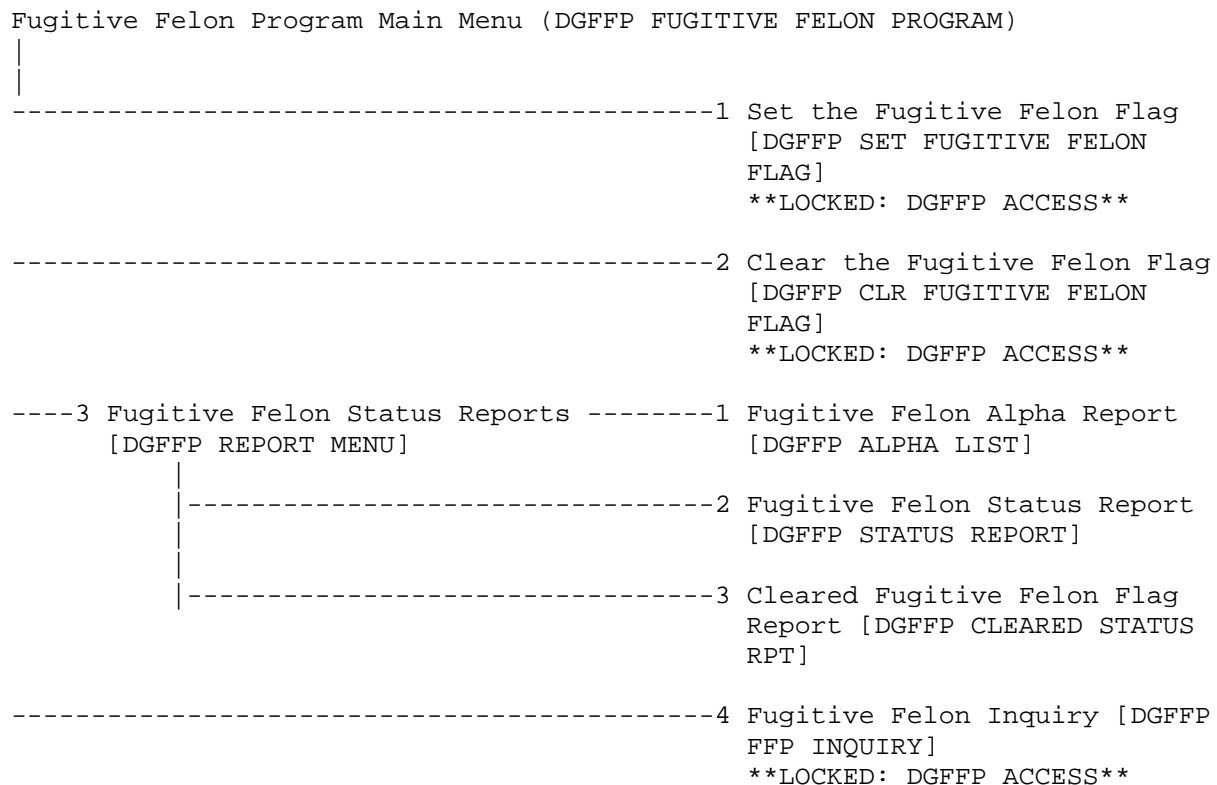 Fugitive Felon Program Main Menu (DGFFP FUGITIVE FELON PROGRAM)
|
|
--------------------------------------------1 Set the Fugitive Felon Flag
[DGFFP SET FUGITIVE FELON
FLAG]
**LOCKED: DGFFP ACCESS**
--------------------------------------------2 Clear the Fugitive Felon Flag
[DGFFP CLR FUGITIVE FELON
FLAG]
**LOCKED: DGFFP ACCESS**
----3 Fugitive Felon Status Reports --------1 Fugitive Felon Alpha Report
[DGFFP REPORT MENU] [DGFFP ALPHA LIST]
|
|---------------------------------2 Fugitive Felon Status Report
| [DGFFP STATUS REPORT]
|
|---------------------------------3 Cleared Fugitive Felon Flag
Report [DGFFP CLEARED STATUS
RPT]
--------------------------------------------4 Fugitive Felon Inquiry [DGFFP
FFP INQUIRY]
**LOCKED: DGFFP ACCESS**